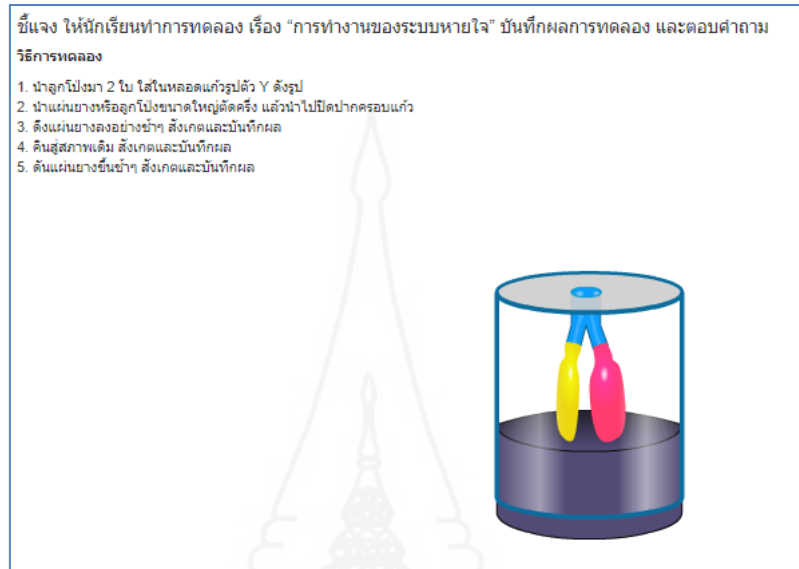 ชี้แจง ให้นักเรียนทำการทดลอง เรื่อง “การทำงานของระบบหายใจ” บันทึกผลการทดลอง และตอบคำถาม
วิธีการทดลอง
1. นำลูกโป่งมา 2 ใบ ใส่ในหลอดแก้วรูปตัว Y ดังรูป
2. นำแผ่นยางหรือลูกโป่งขนาดใหญ่ตัดครึ่ง แล้วนำไปปิดปากครอบแก้ว
3. ดึงแผ่นยางลงอย่างช้าๆ สังเกตและบันทึกผล
4. คืนสู่สภาพเดิม สังเกตและบันทึกผล
5. ดันแผ่นยางขึ้นช้าๆ สังเกตและบันทึกผล